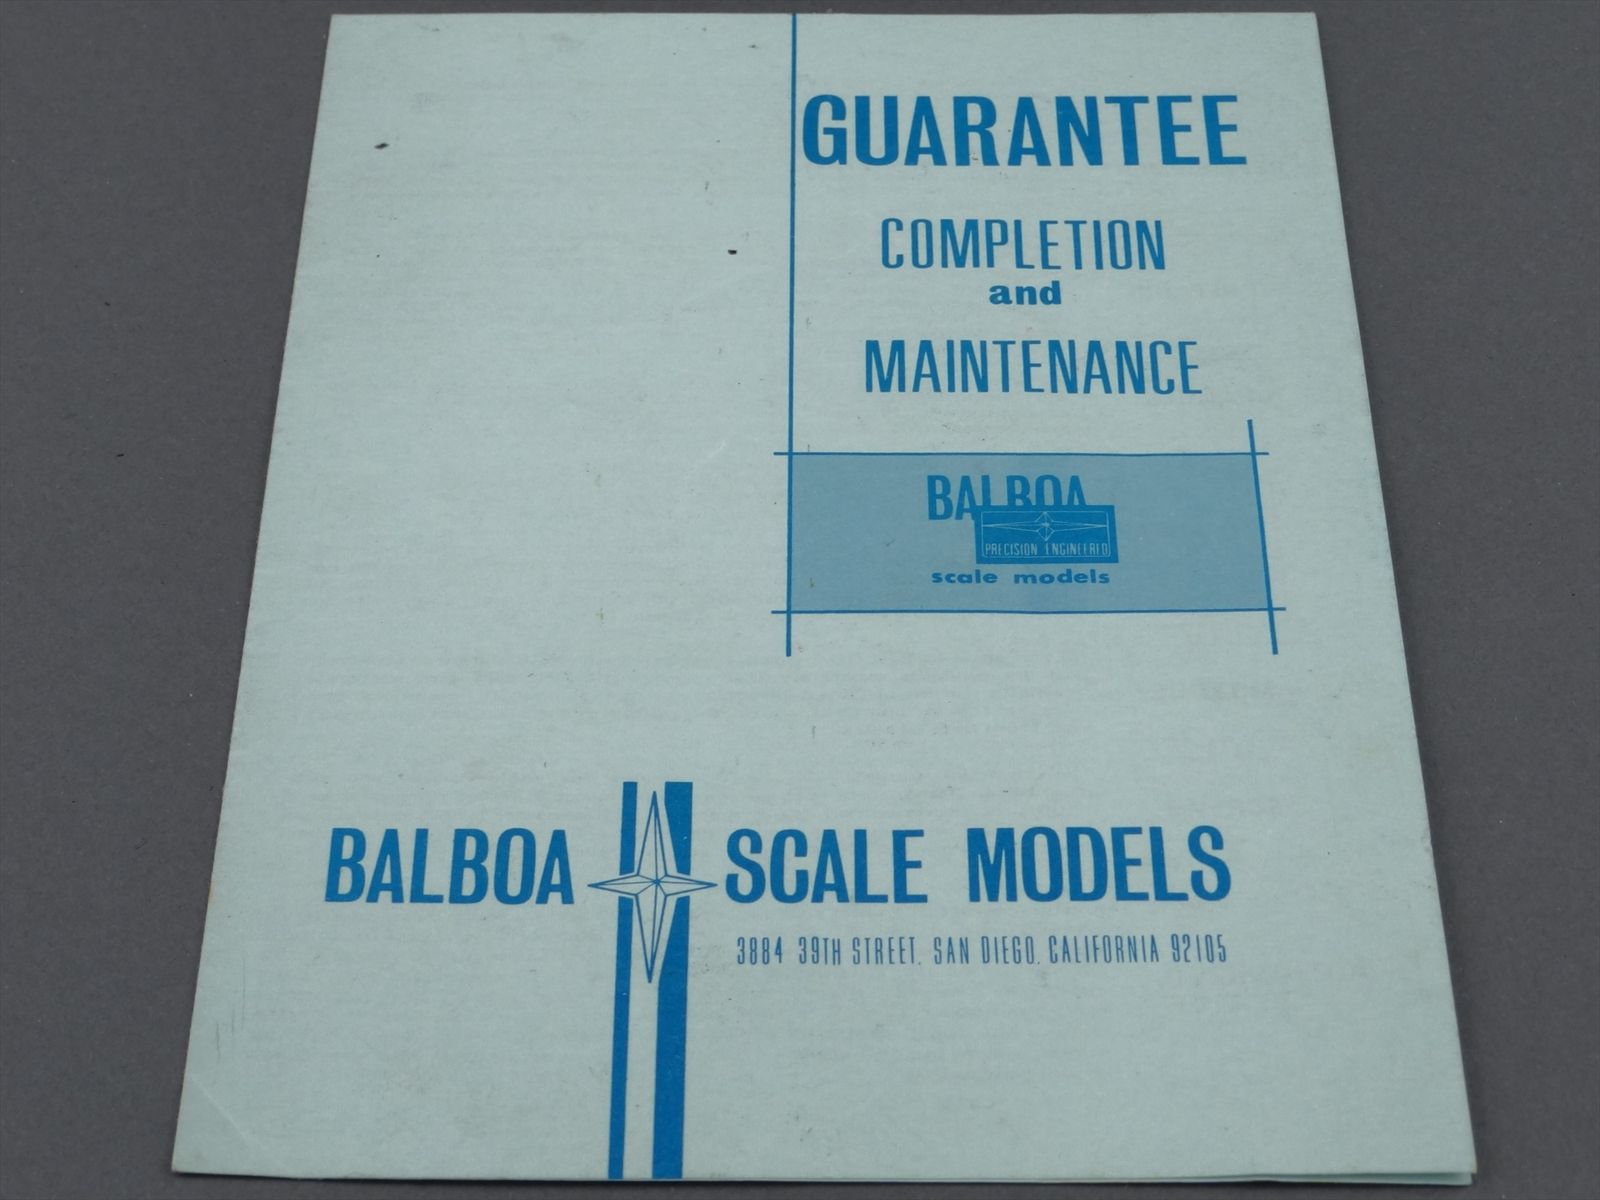 GUARANTEE
COMPLETION
and
MAINTENANCE
BALBOA
PRECISION ENGINEERED
scale models
BALBOA SCALE MODELS
3884 39TH STREET, SAN DIEGO, CALIFORNIA 92105